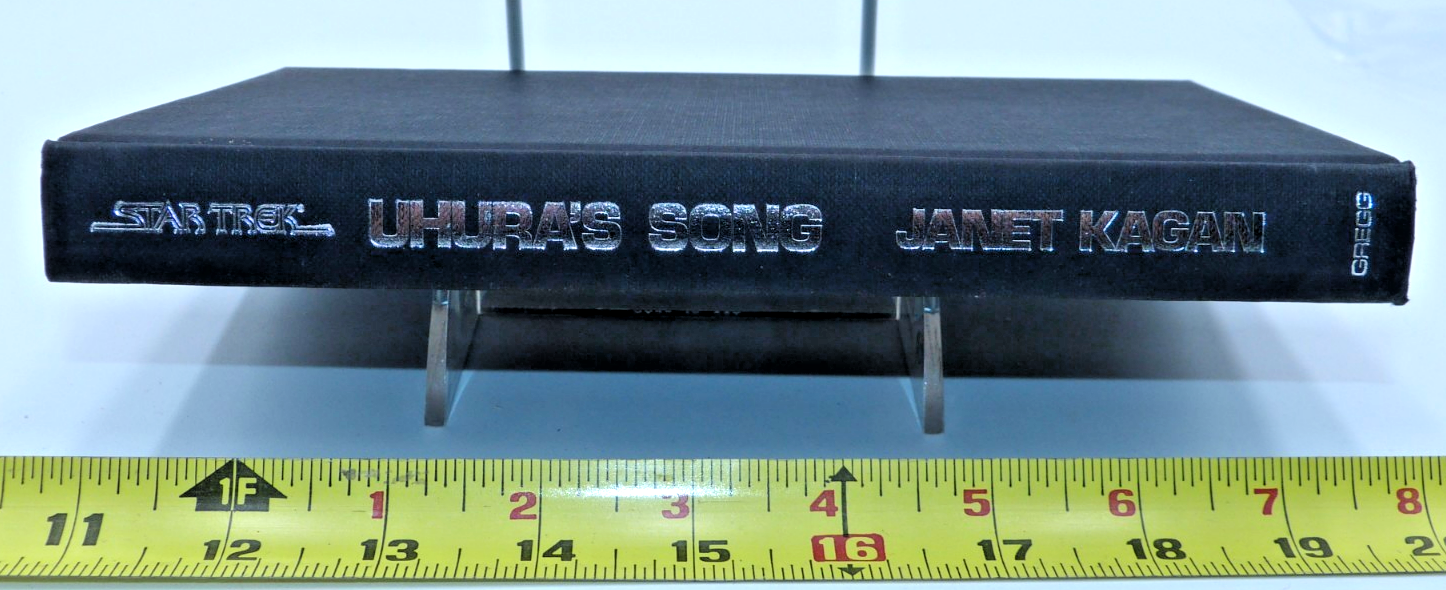 STAR TREK
UHURA'S SONG
JANET KAGAN
GREGG
1F 1 2 3 4 5 6 7 8
11 12 13 14 15 16 17 18 19